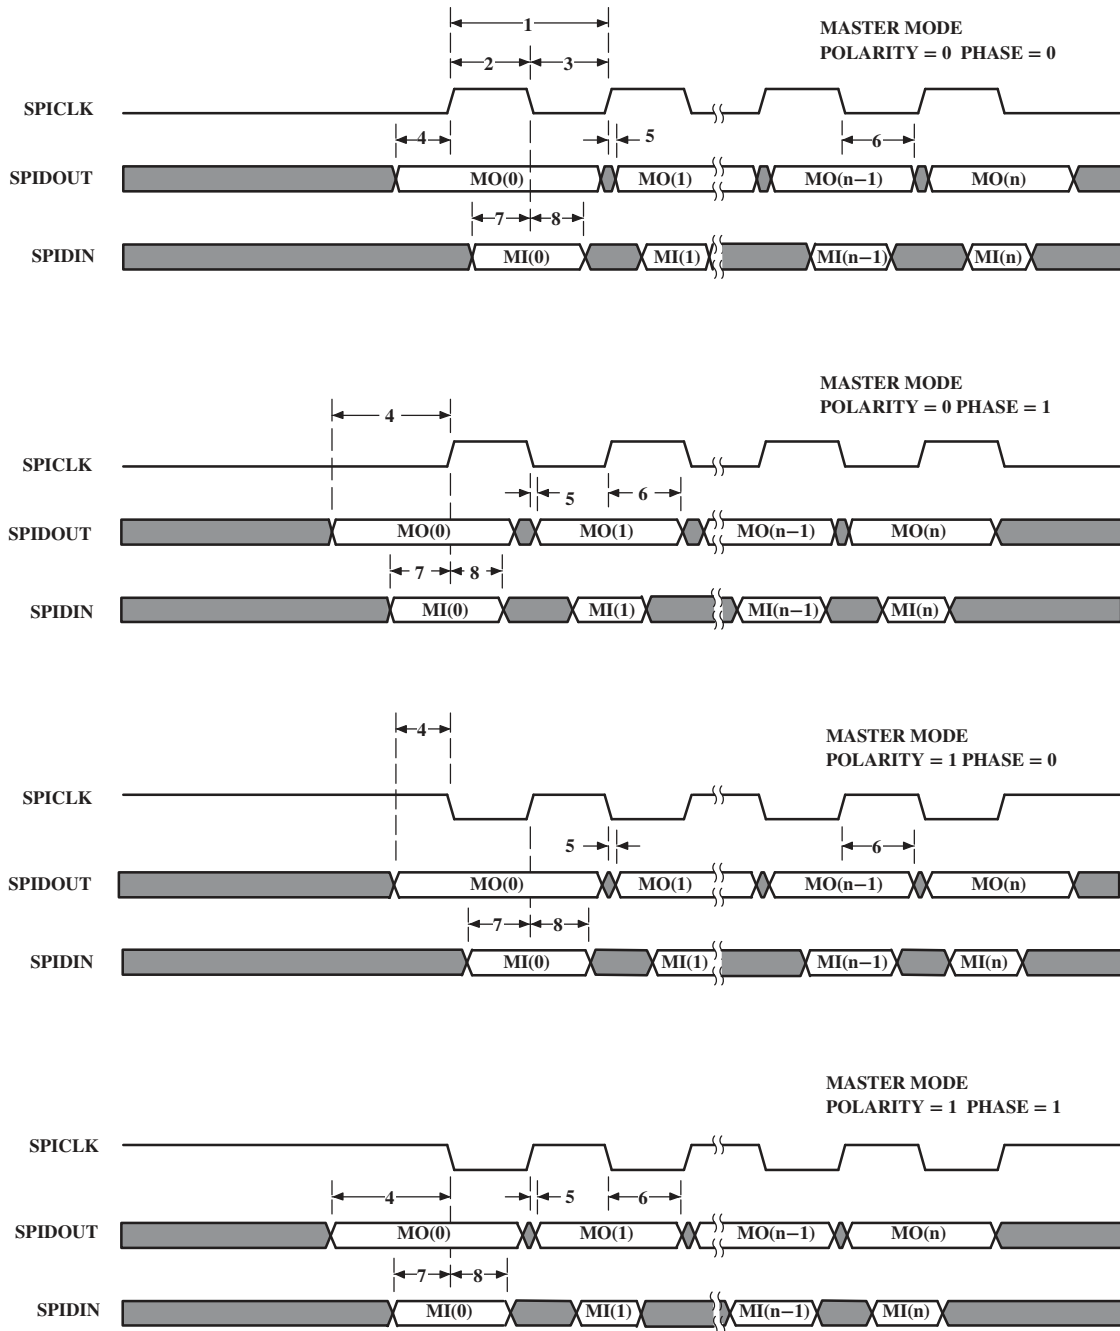 1
MASTER MODE
2 3
POLARITY = 0 PHASE = 0
SPICLK
4 5 6
SPIDOUT MO(0) MO(1) MO(n−1) MO(n)
7 8
SPIDIN MI(0) MI(1) MI(n−1) MI(n)
MASTER MODE
POLARITY = 0 PHASE = 1
4
SPICLK
5 6
SPIDOUT MO(0) MO(1) MO(n−1) MO(n)
7 8
SPIDIN MI(0) MI(1) MI(n−1) MI(n)
4
MASTER MODE
POLARITY = 1 PHASE = 0
SPICLK
5 6
SPIDOUT MO(0) MO(1) MO(n−1) MO(n)
7 8
SPIDIN MI(0) MI(1) MI(n−1) MI(n)
MASTER MODE
POLARITY = 1 PHASE = 1
SPICLK
4 5 6
SPIDOUT MO(0) MO(1) MO(n−1) MO(n)
7 8
SPIDIN MI(0) MI(1) MI(n−1) MI(n)